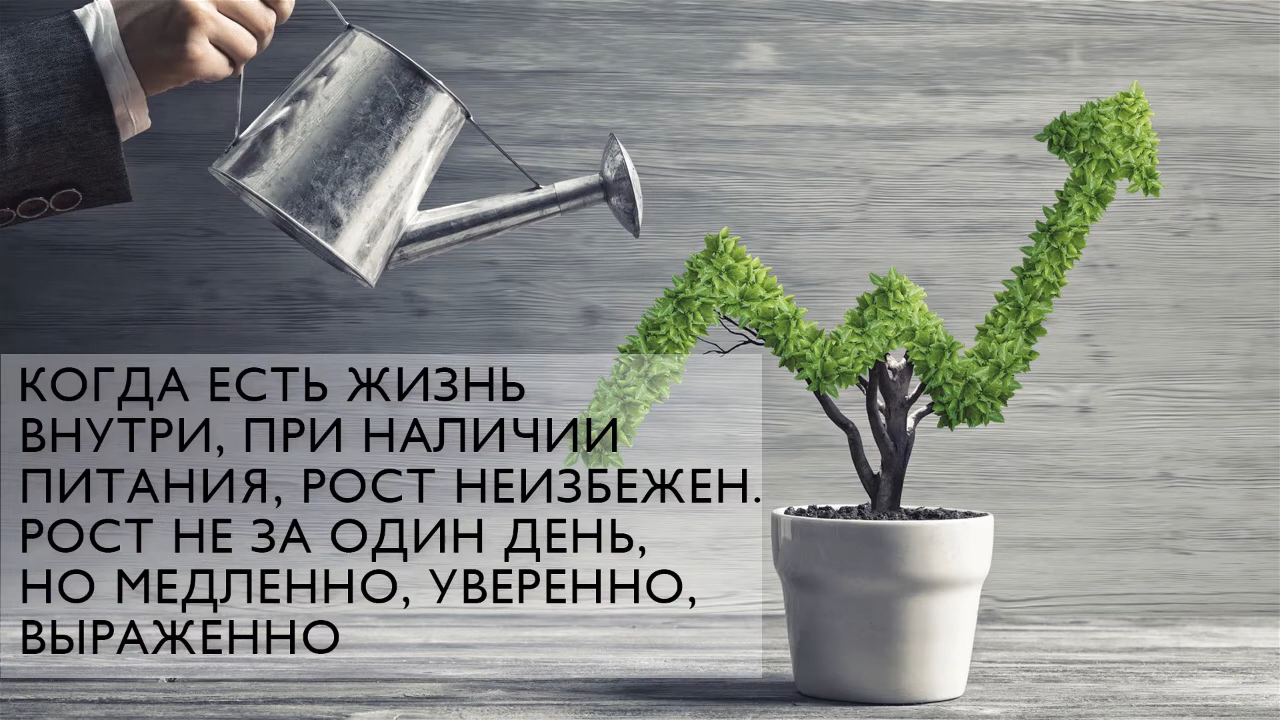 КОГДА ЕСТЬ ЖИЗНЬ
ВНУТРИ, ПРИ НАЛИЧИИ
ПИТАНИЯ, РОСТ НЕИЗБЕЖЕН.
РОСТ НЕ ЗА ОДИН ДЕНЬ,
НО МЕДЛЕННО, УВЕРЕННО,
ВЫРАЖЕННО